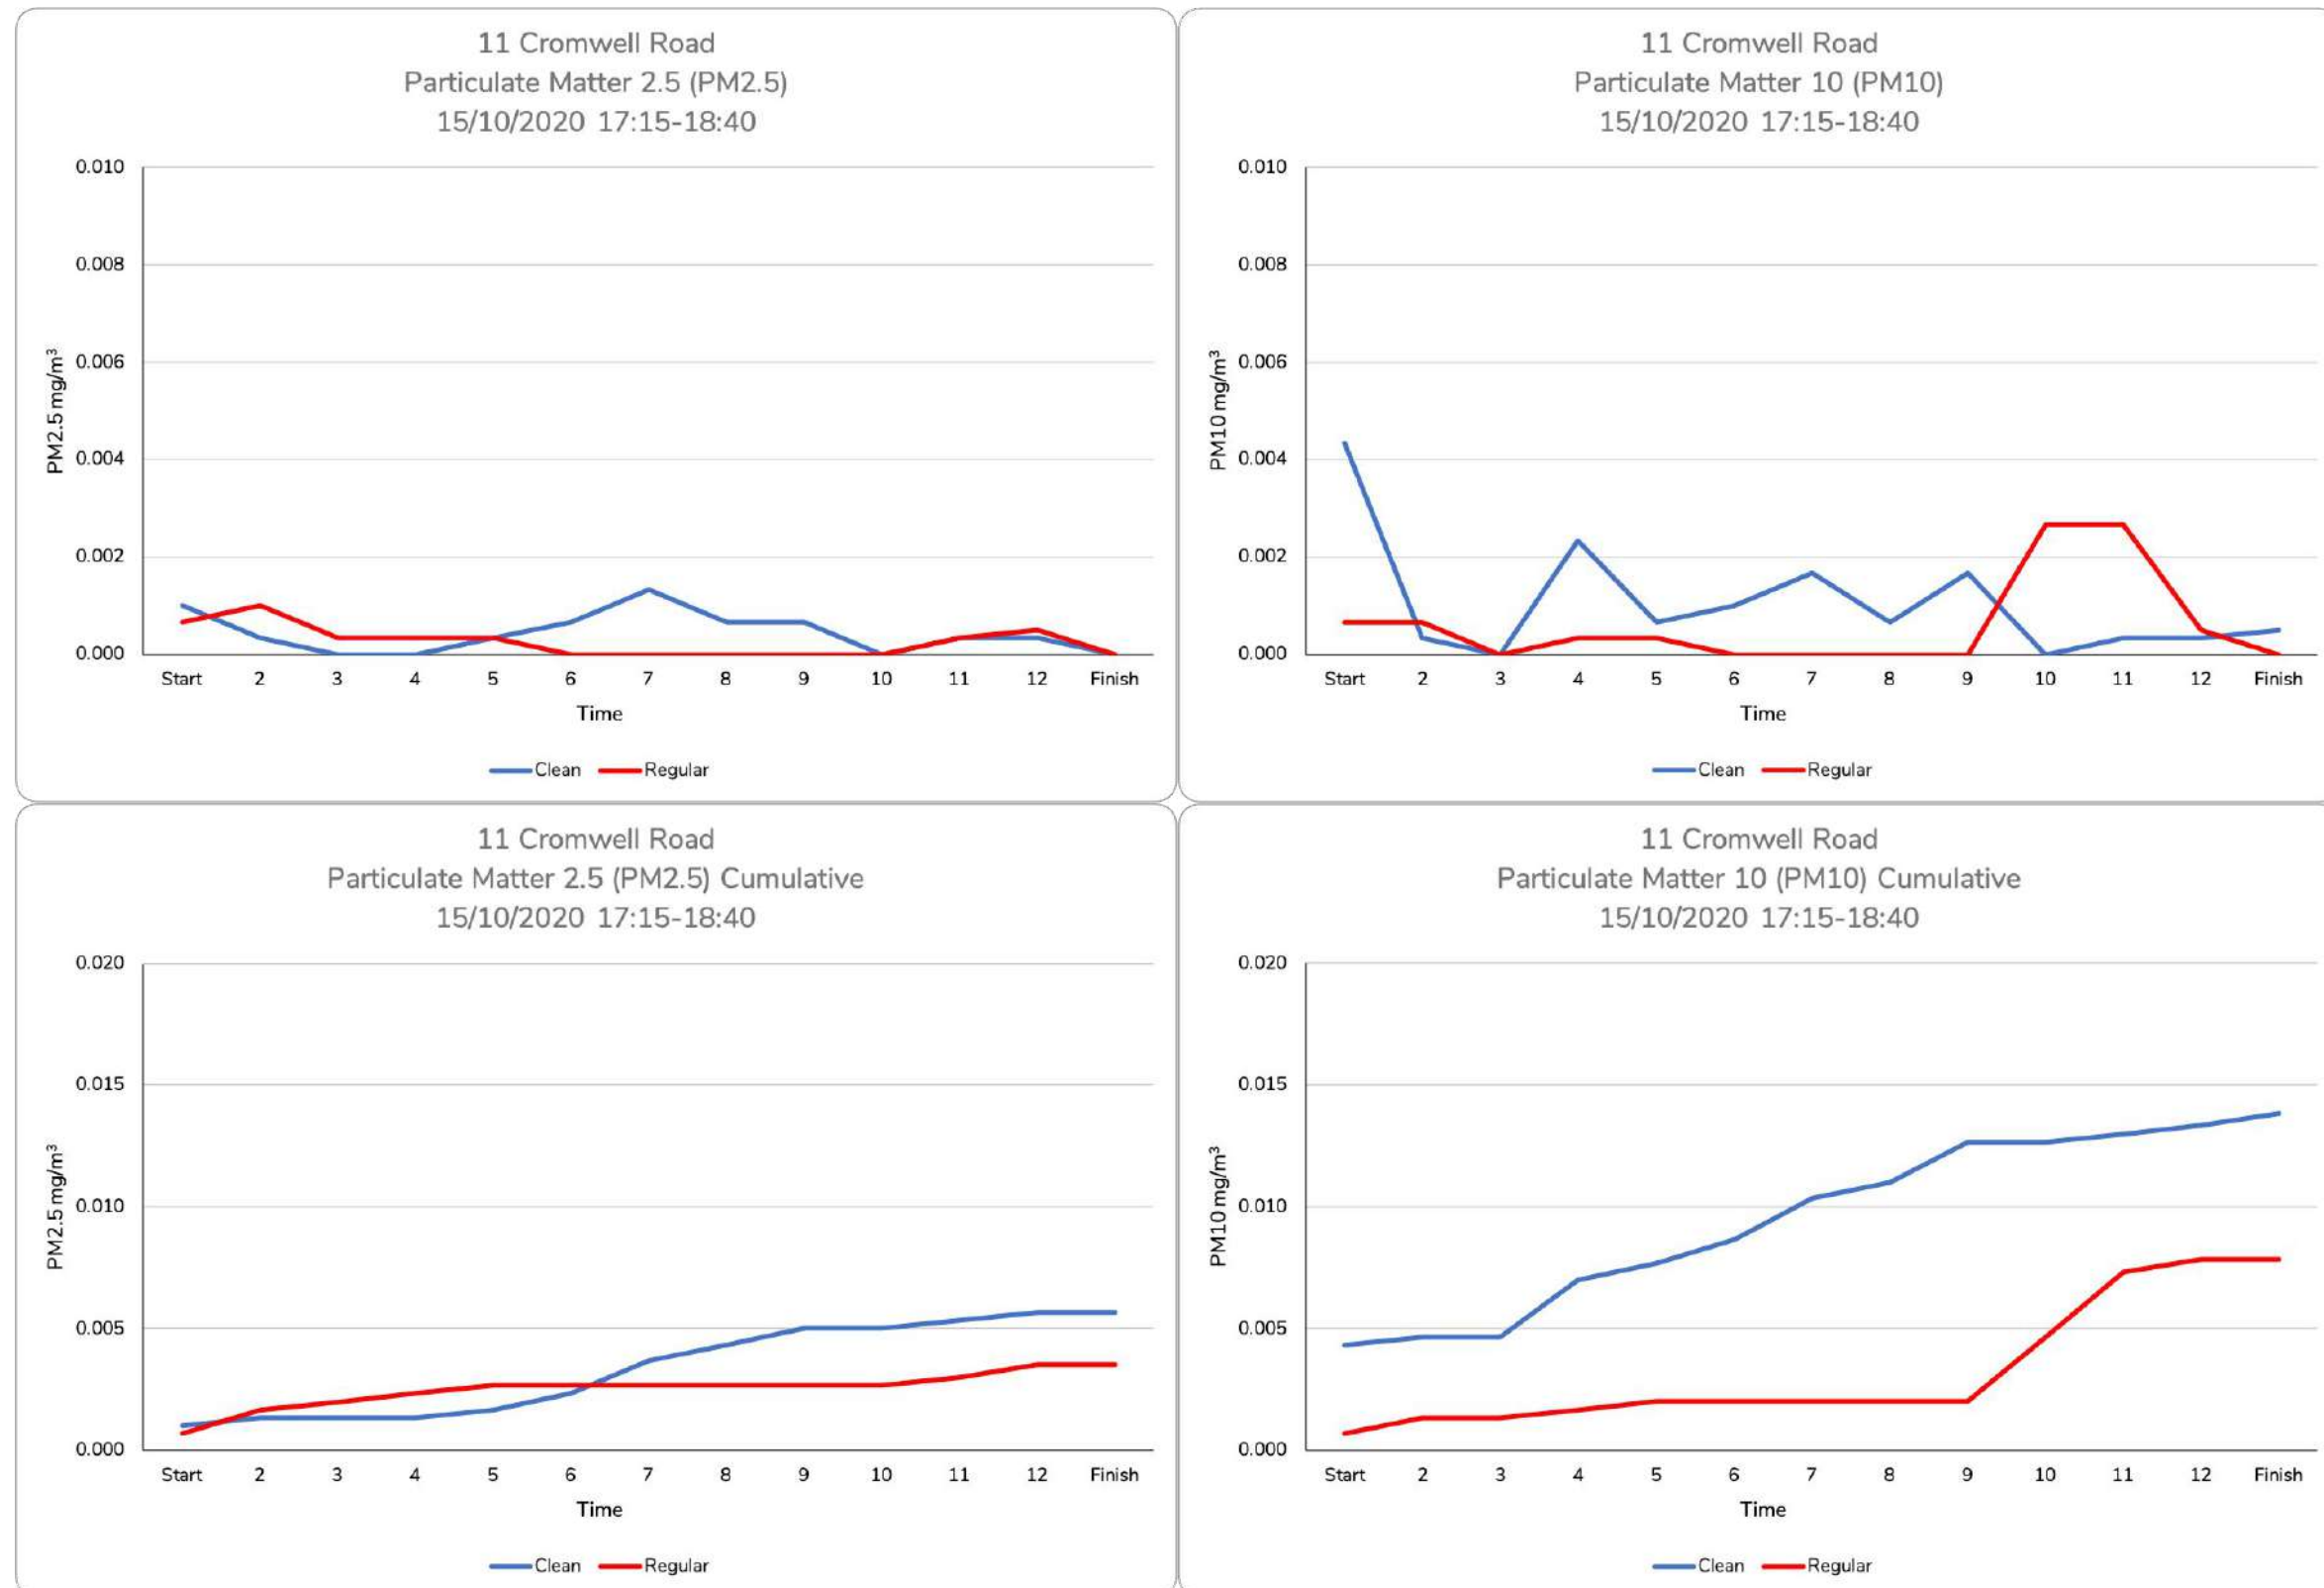 11 Cromwell Road
Particulate Matter 2.5 (PM2.5)
15/10/2020 17:15-18:40
0.010
0.008
0.006
0.004
0.002
0.000
PM2.5 mg/m³
Start 2 3 4 5 6 7 8 9 10 11 12 Finish
Time
Clean Regular
11 Cromwell Road
Particulate Matter 10 (PM10)
15/10/2020 17:15-18:40
0.010
0.008
0.006
0.004
0.002
0.000
PM10 mg/m³
Start 2 3 4 5 6 7 8 9 10 11 12 Finish
Time
Clean Regular
11 Cromwell Road
Particulate Matter 2.5 (PM2.5) Cumulative
15/10/2020 17:15-18:40
0.020
0.015
0.010
0.005
0.000
PM2.5 mg/m³
Start 2 3 4 5 6 7 8 9 10 11 12 Finish
Time
Clean Regular
11 Cromwell Road
Particulate Matter 10 (PM10) Cumulative
15/10/2020 17:15-18:40
0.020
0.015
0.010
0.005
0.000
PM10 mg/m³
Start 2 3 4 5 6 7 8 9 10 11 12 Finish
Time
Clean Regular